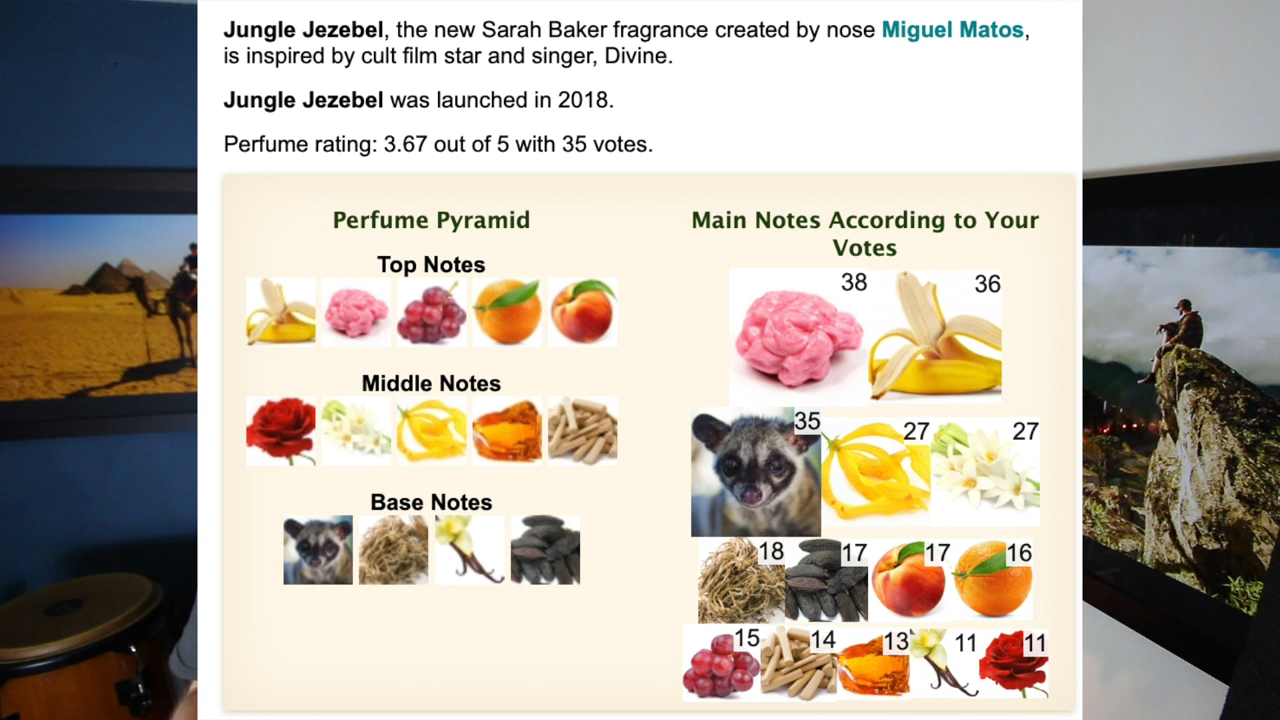 Jungle Jezebel, the new Sarah Baker fragrance created by nose Miguel Matos,
is inspired by cult film star and singer, Divine.
Jungle Jezebel was launched in 2018.
Perfume rating: 3.67 out of 5 with 35 votes.
Perfume Pyramid
Top Notes
Middle Notes
Base Notes
Main Notes According to Your
Votes
38 36
35 27 27
18 17 17 16
15 14 13 11 11